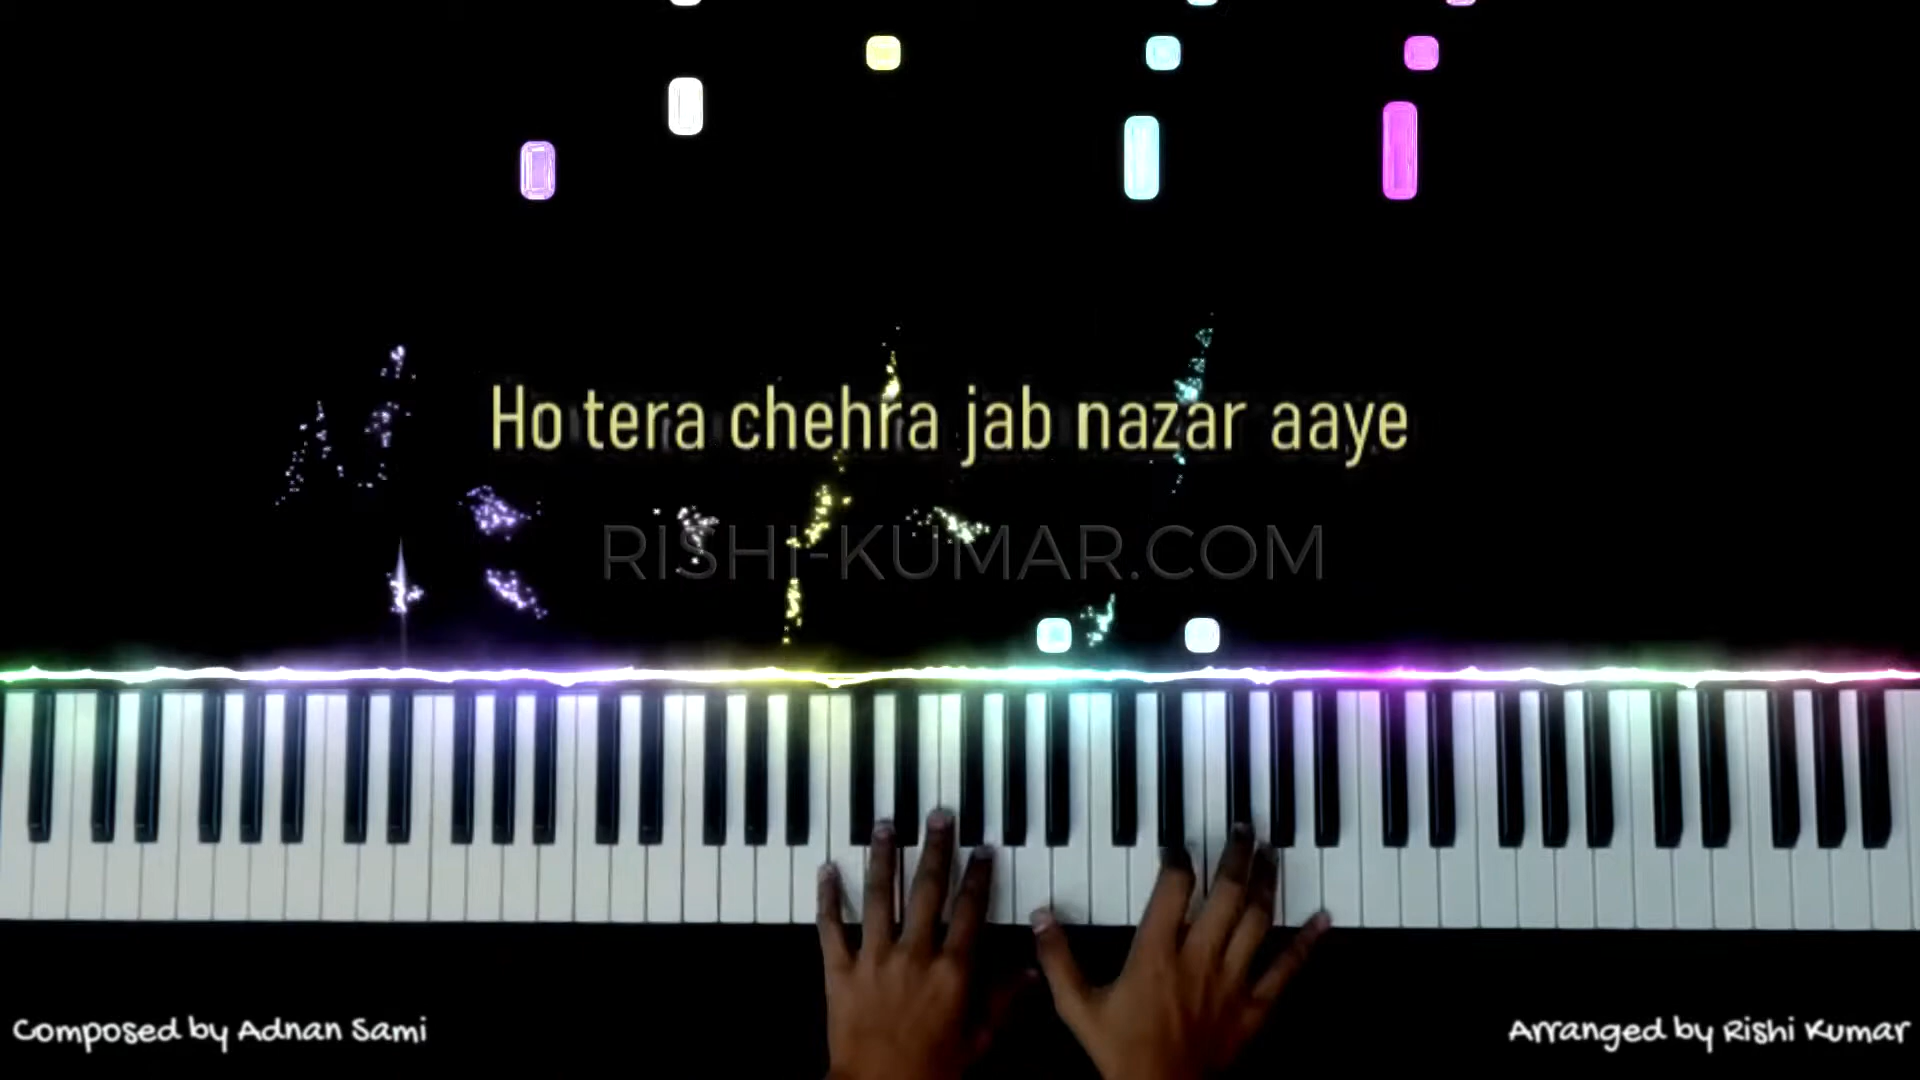 Ho tera chehra jab nazar aaye
RISHI-KUMAR.COM
Composed by Adnan Sami
Arranged by Rishi Kumar